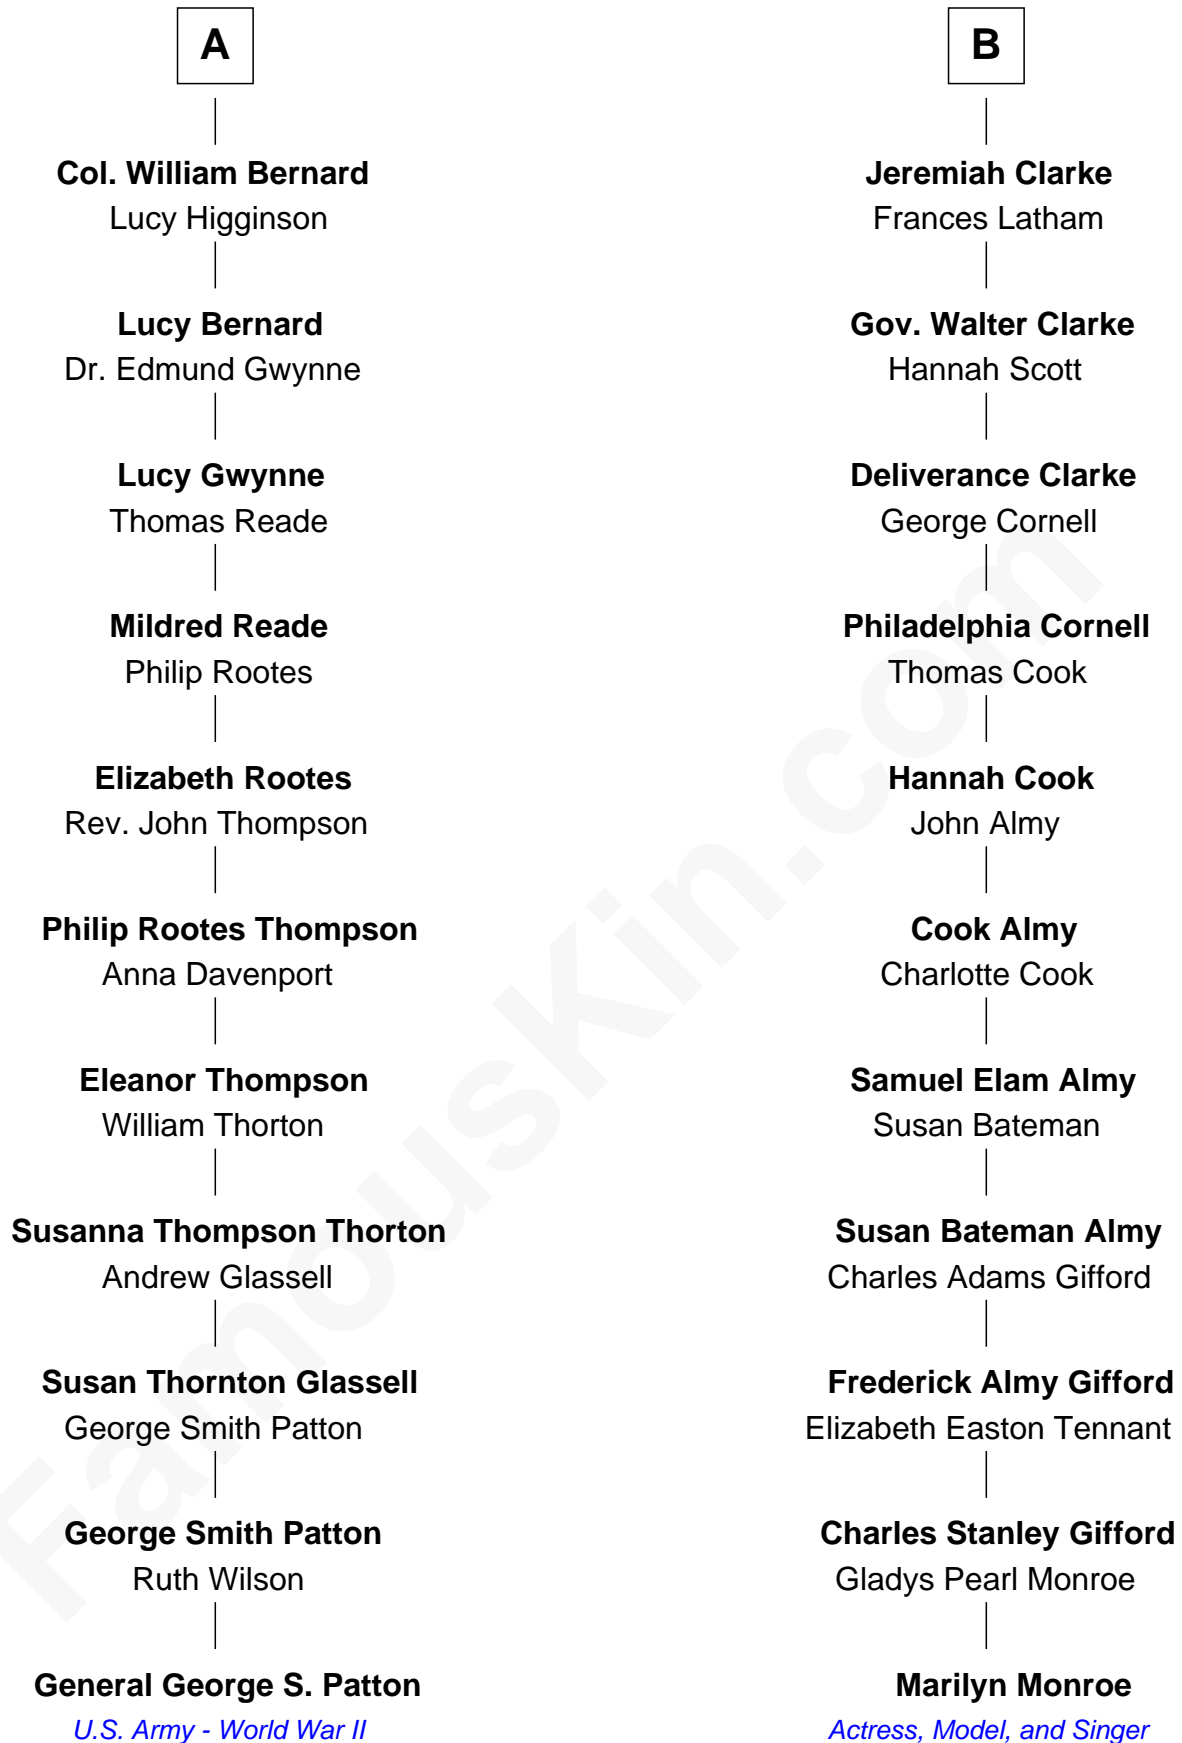 A
Col. William Bernard
Lucy Higginson
Lucy Bernard
Dr. Edmund Gwynne
Lucy Gwynne
Thomas Reade
Mildred Reade
Philip Rootes
Elizabeth Rootes
Rev. John Thompson
Philip Rootes Thompson
Anna Davenport
Eleanor Thompson
William Thorton
Susanna Thompson Thorton
Andrew Glassell
Susan Thornton Glassell
George Smith Patton
George Smith Patton
Ruth Wilson
General George S. Patton
U.S. Army - World War II
B
Jeremiah Clarke
Frances Latham
Gov. Walter Clarke
Hannah Scott
Deliverance Clarke
George Cornell
Philadelphia Cornell
Thomas Cook
Hannah Cook
John Almy
Cook Almy
Charlotte Cook
Samuel Elam Almy
Susan Bateman
Susan Bateman Almy
Charles Adams Gifford
Frederick Almy Gifford
Elizabeth Easton Tennant
Charles Stanley Gifford
Gladys Pearl Monroe
Marilyn Monroe
Actress, Model, and Singer
FamousKin.com